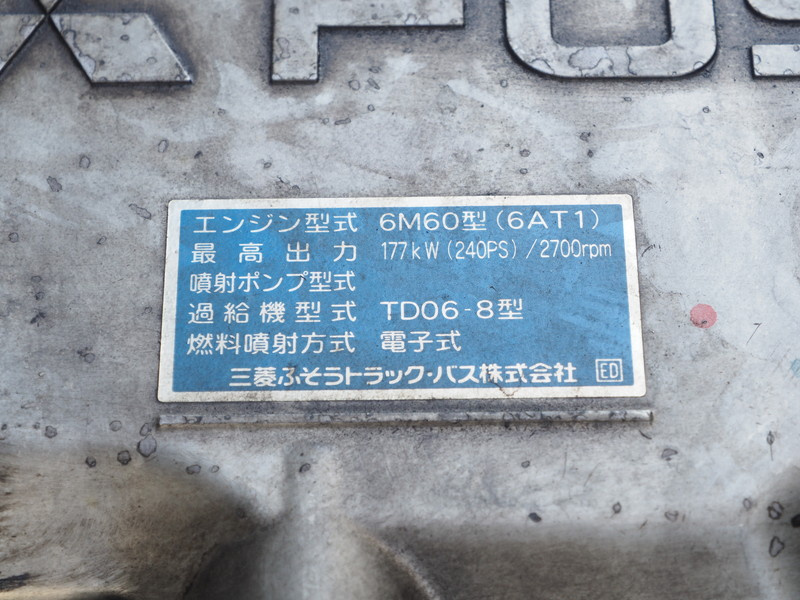 エンジン型式 6M60型(6AT1)
最高出力 177kW(240PS)/2700rpm
噴射ポンプ型式
過給機型式 TD06-8型
燃料噴射方式 電子式
三菱ふそうトラック・バス株式会社 ED